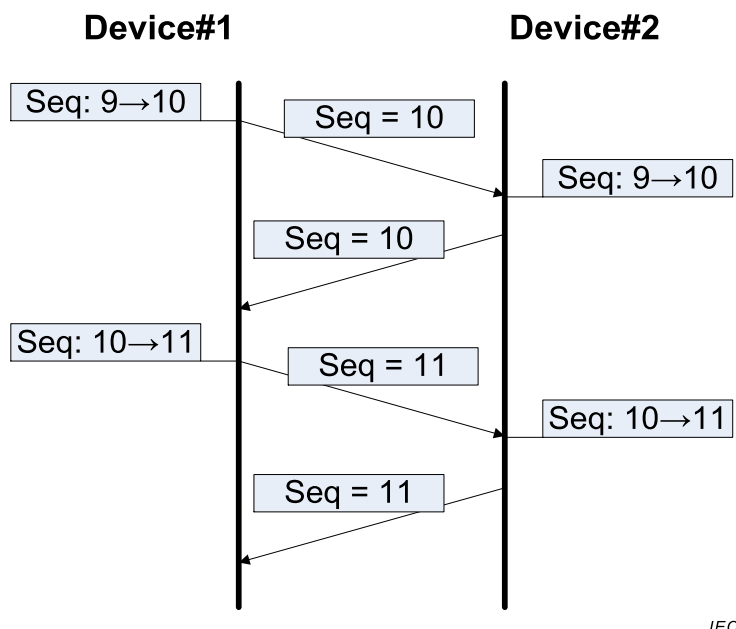 Device#1
Device#2
Seq: 9→10
Seq = 10
Seq: 9→10
Seq = 10
Seq: 10→11
Seq = 11
Seq: 10→11
Seq = 11
IEC